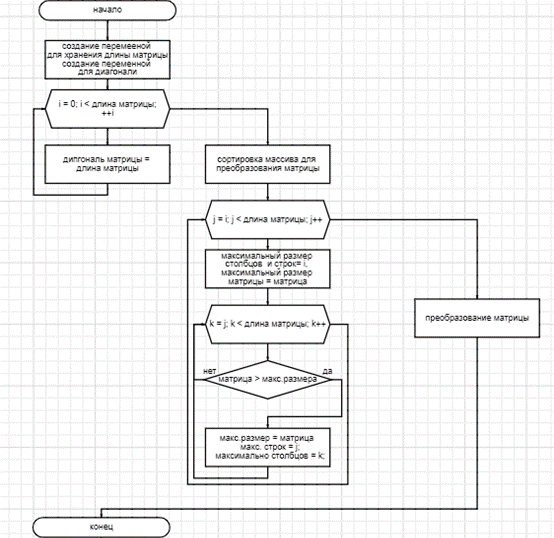 начало
создание перемееной
для хранения длины матрицы
создание переменной
для диагонали
i = 0; i < длина матрицы;
++i
дипгональ матрицы =
длина матрицы
сортировка массива для
преобразования матрицы
j = i; j < длина матрицы; j++
максимальный размер
столбцов и строк= i,
максимальный размер
матрицы = матрица
k = j; k < длина матрицы; k++
преобразование матрицы
нет
да
матрица > макс.размера
макс.размер = матрица
макс. строк = j;
максимально столбцов = k;
конец